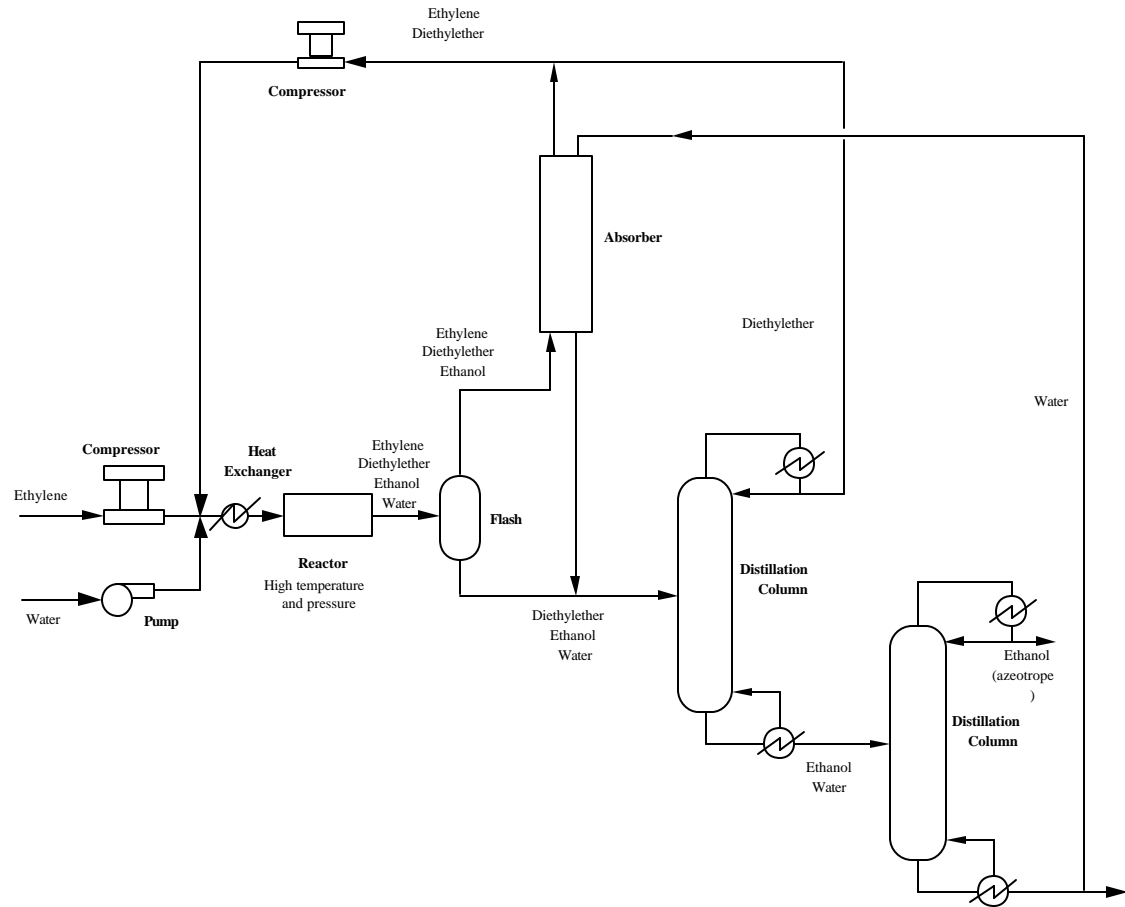 Ethylene
Diethylether
Compressor
Absorber
Diethylether
Ethylene
Diethylether
Ethanol
Water
Compressor
Heat
Exchanger
Ethylene
Diethylether
Ethanol
Water
Ethylene
Flash
Reactor
High temperature
and pressure
Water
Pump
Distillation
Column
Diethylether
Ethanol
Water
Ethanol
(azeotrope
)
Distillation
Column
Ethanol
Water